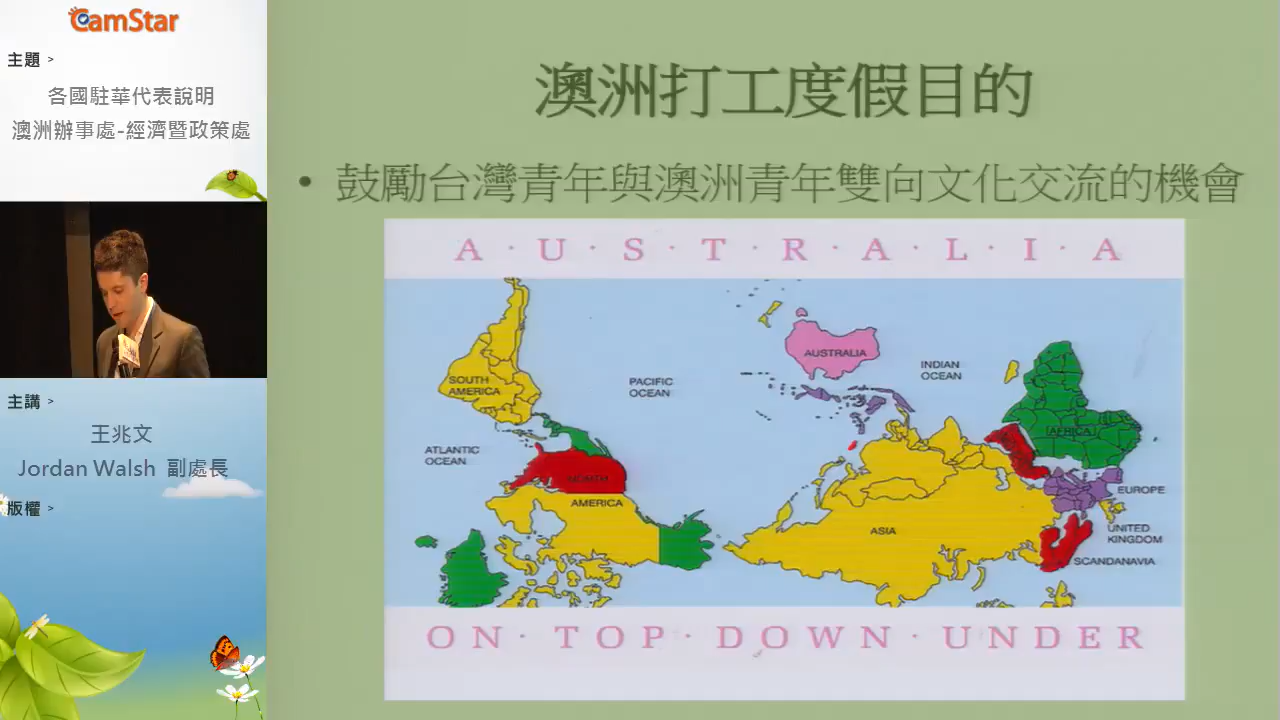 CamStar
主題 >
各國駐華代表說明
澳洲辦事處-經濟暨政策處
主講 >
王兆文
Jordan Walsh 副處長
版權 >
澳洲打工度假目的
• 鼓勵台灣青年與澳洲青年雙向文化交流的機會
A · U · S · T · R · A · L · I · A
SOUTH
AMERICA
PACIFIC
OCEAN
AUSTRALIA
INDIAN
OCEAN
ATLANTIC
OCEAN
AFRICA
NORTH
AMERICA
ASIA
EUROPE
UNITED
KINGDOM
SCANDANAVIA
ON · TOP · DOWN · UNDER